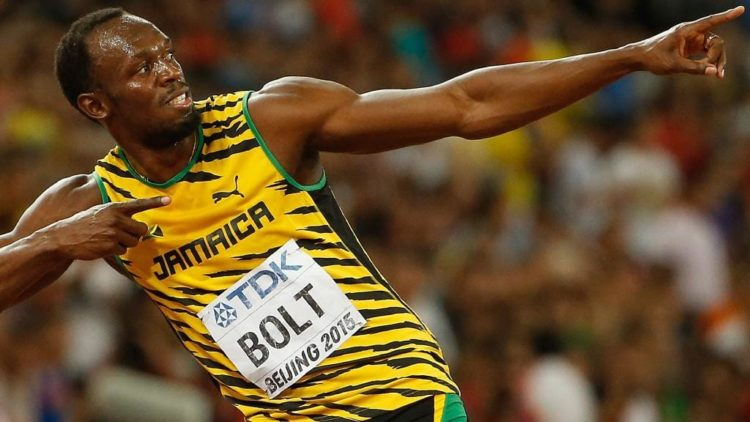 JAMAICA
TDK
BOLT
BEIJING 2015